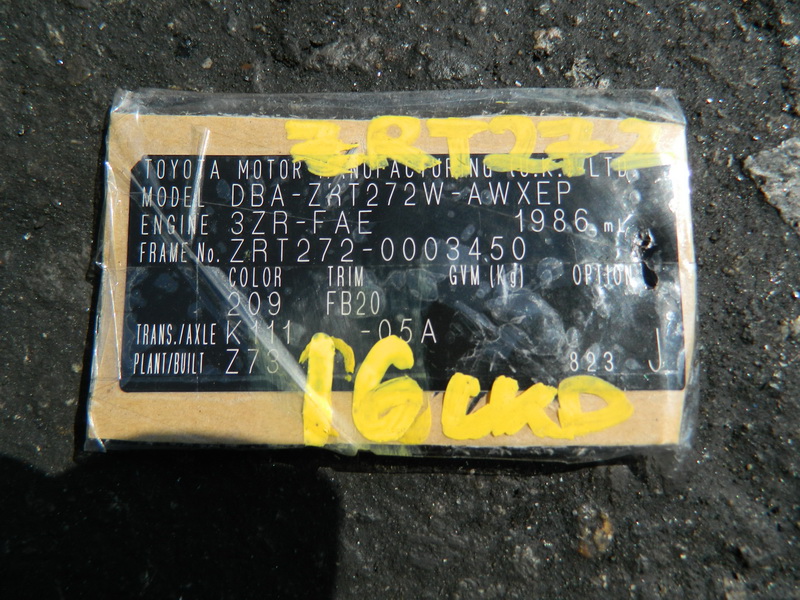 ZRT272
TOYOTA MOTOR MANUFACTURING (U.K.) LTD
MODEL DBA-ZRT272W-AWXEP
ENGINE 3ZR-FAE 1986 mL
FRAME No. ZRT272-0003450
COLOR TRIM GVM (Kg) OPTION
209 FB20
TRANS./AXLE K111 -05A
PLANT/BUILT Z73 823 J